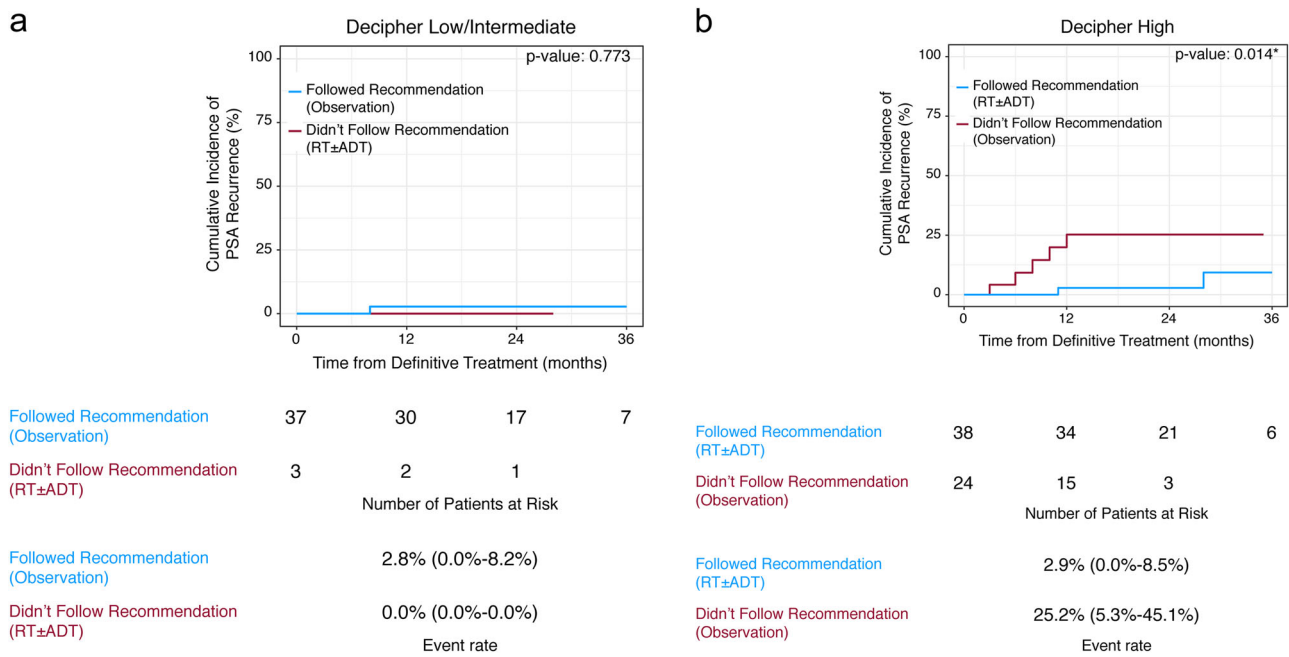 a
Decipher Low/Intermediate
p-value: 0.773
Followed Recommendation
(Observation)
Didn't Follow Recommendation
(RT±ADT)
Cumulative Incidence of
PSA Recurrence (%)
100
75
50
25
0
0 12 24 36
Time from Definitive Treatment (months)
Followed Recommendation
(Observation)
37 30 17 7
Didn't Follow Recommendation
(RT±ADT)
3 2 1
Number of Patients at Risk
Followed Recommendation
(Observation)
2.8% (0.0%-8.2%)
Didn't Follow Recommendation
(RT±ADT)
0.0% (0.0%-0.0%)
Event rate
b
Decipher High
p-value: 0.014*
Followed Recommendation
(RT±ADT)
Didn't Follow Recommendation
(Observation)
Cumulative Incidence of
PSA Recurrence (%)
100
75
50
25
0
0 12 24 36
Time from Definitive Treatment (months)
Followed Recommendation
(RT±ADT)
38 34 21 6
Didn't Follow Recommendation
(Observation)
24 15 3
Number of Patients at Risk
Followed Recommendation
(RT±ADT)
2.9% (0.0%-8.5%)
Didn't Follow Recommendation
(Observation)
25.2% (5.3%-45.1%)
Event rate